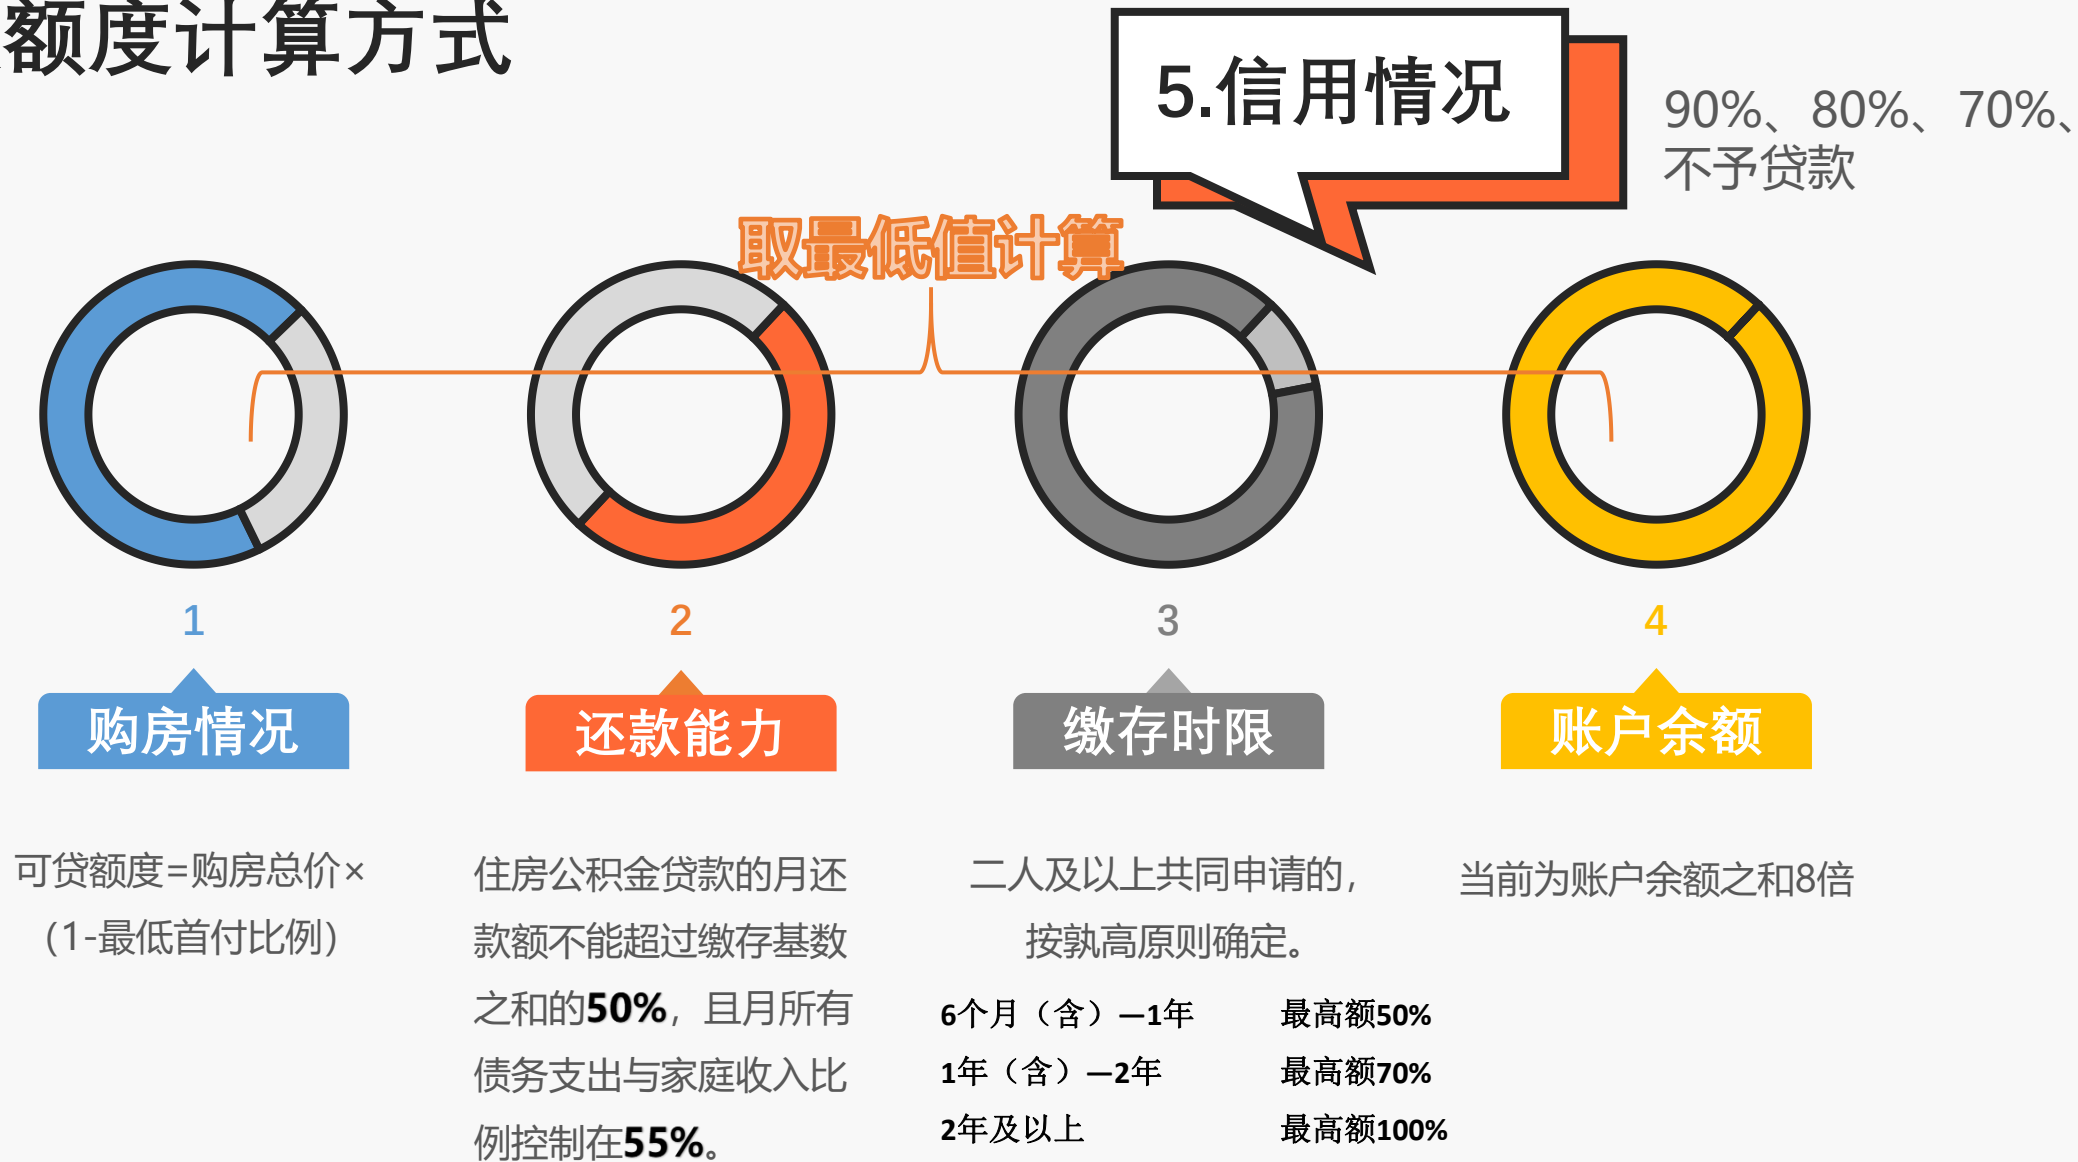 额度计算方式
5.信用情况
90%、80%、70%、
不予贷款
取最低值计算
1
购房情况
可贷额度=购房总价×
（1-最低首付比例）
2
还款能力
住房公积金贷款的月还
款额不能超过缴存基数
之和的50%，且月所有
债务支出与家庭收入比
例控制在55%。
3
缴存时限
二人及以上共同申请的，
按孰高原则确定。
6个月（含）—1年 最高额50%
1年（含）—2年 最高额70%
2年及以上 最高额100%
4
账户余额
当前为账户余额之和8倍